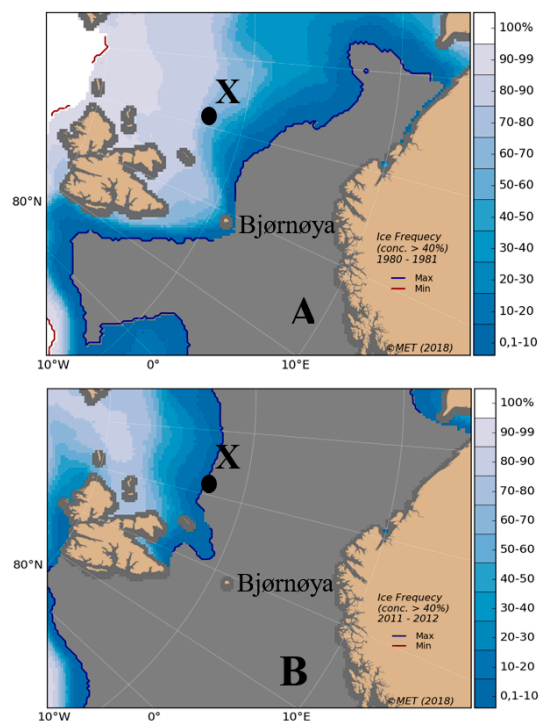 X
100%
90-99
80-90
70-80
60-70
50-60
40-50
30-40
20-30
10-20
0,1-10
80°N
Bjørnøya
Ice Frequecy
(conc. > 40%)
1980 - 1981
Max
Min
A
©MET (2018)
10°W
0°
10°E
X
100%
90-99
80-90
70-80
60-70
50-60
40-50
30-40
20-30
10-20
0,1-10
80°N
Bjørnøya
Ice Frequecy
(conc. > 40%)
2011 - 2012
Max
Min
B
©MET (2018)
10°W
0°
10°E